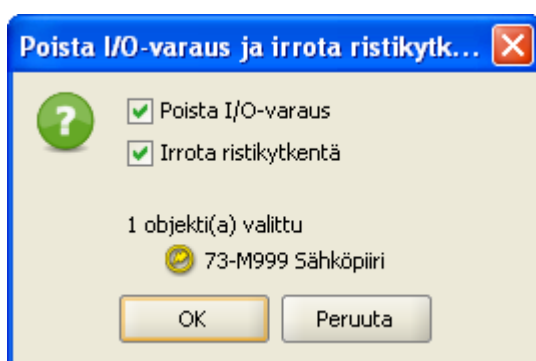 Poista I/O-varaus ja irrota ristikytk...
Poista I/O-varaus
Irrota ristikytkentä
1 objekti(a) valittu
73-M999 Sähköpiiri
OK Peruuta